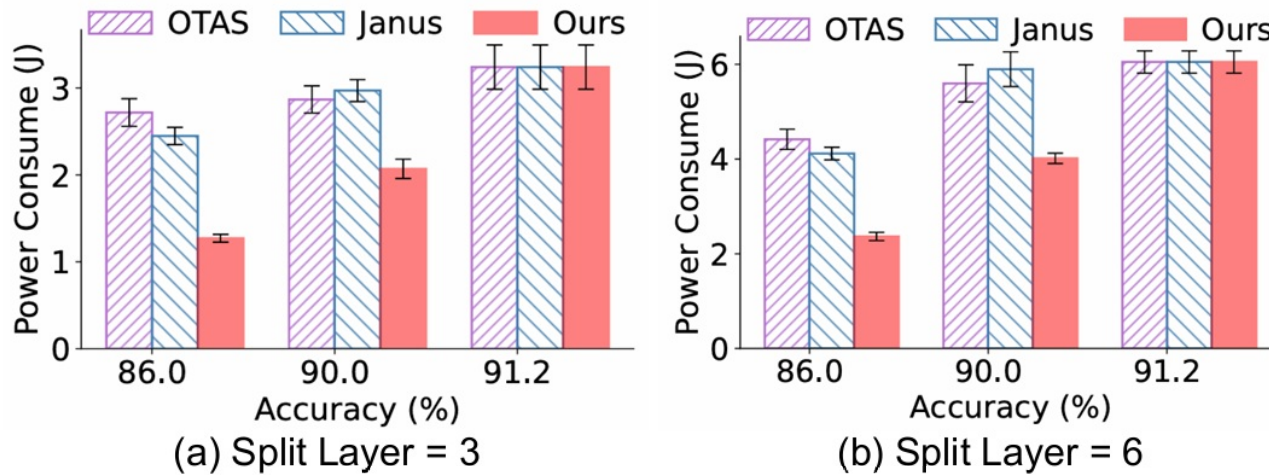 OTAS Janus Ours
Power Consume (J)
3
2
1
0
86.0 90.0 91.2
Accuracy (%)
(a) Split Layer = 3
OTAS Janus Ours
Power Consume (J)
6
4
2
0
86.0 90.0 91.2
Accuracy (%)
(b) Split Layer = 6